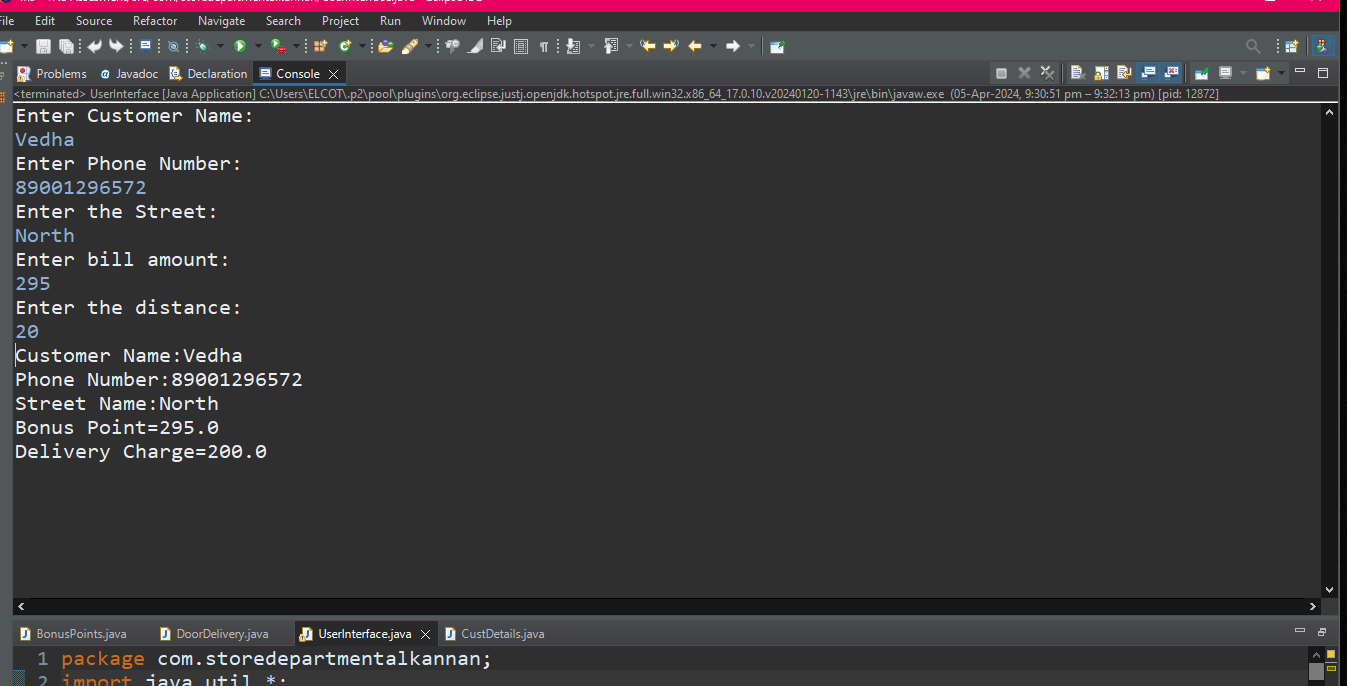 File Edit Source Refactor Navigate Search Project Run Window Help
Problems Javadoc Declaration Console
<terminated> UserInterface [Java Application] C:\Users\ELCOT\.p2\pool\plugins\org.eclipse.justj.openjdk.hotspot.jre.full.win32.x86_64_17.0.10.v20240120-1143\jre\bin\javaw.exe (05-Apr-2024, 9:30:51 pm – 9:32:13 pm) [pid: 12872]
Enter Customer Name:
Vedha
Enter Phone Number:
89001296572
Enter the Street:
North
Enter bill amount:
295
Enter the distance:
20
Customer Name:Vedha
Phone Number:89001296572
Street Name:North
Bonus Point=295.0
Delivery Charge=200.0
BonusPoints.java DoorDelivery.java UserInterface.java CustDetails.java
1 package com.storedepartmentalkannan;
2 import java.util.*;